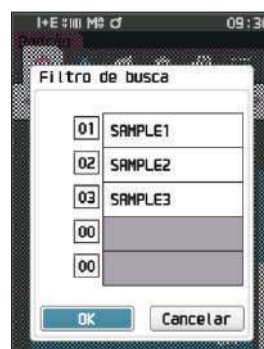 I+E
09:3
Filtro de busca
01 SAMPLE1
02 SAMPLE2
03 SAMPLE3
00
00
OK Cancelar